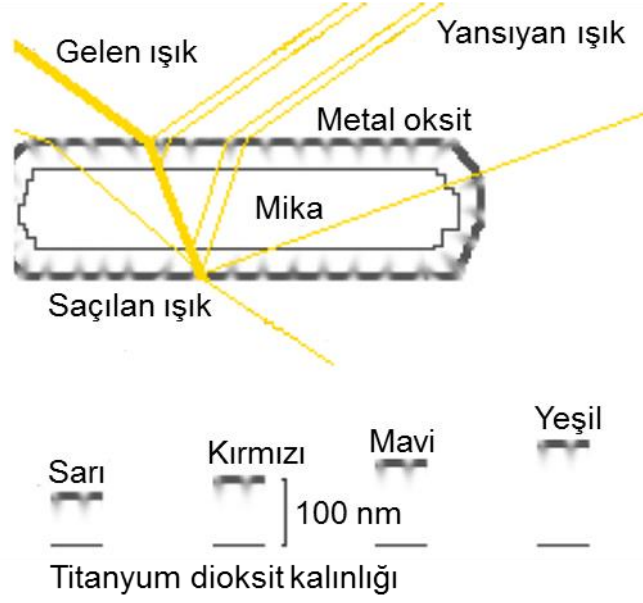 Gelen ışık
Yansıyan ışık
Metal oksit
Mika
Saçılan ışık
Sarı
Kırmızı
Mavi
Yeşil
100 nm
Titanyum dioksit kalınlığı